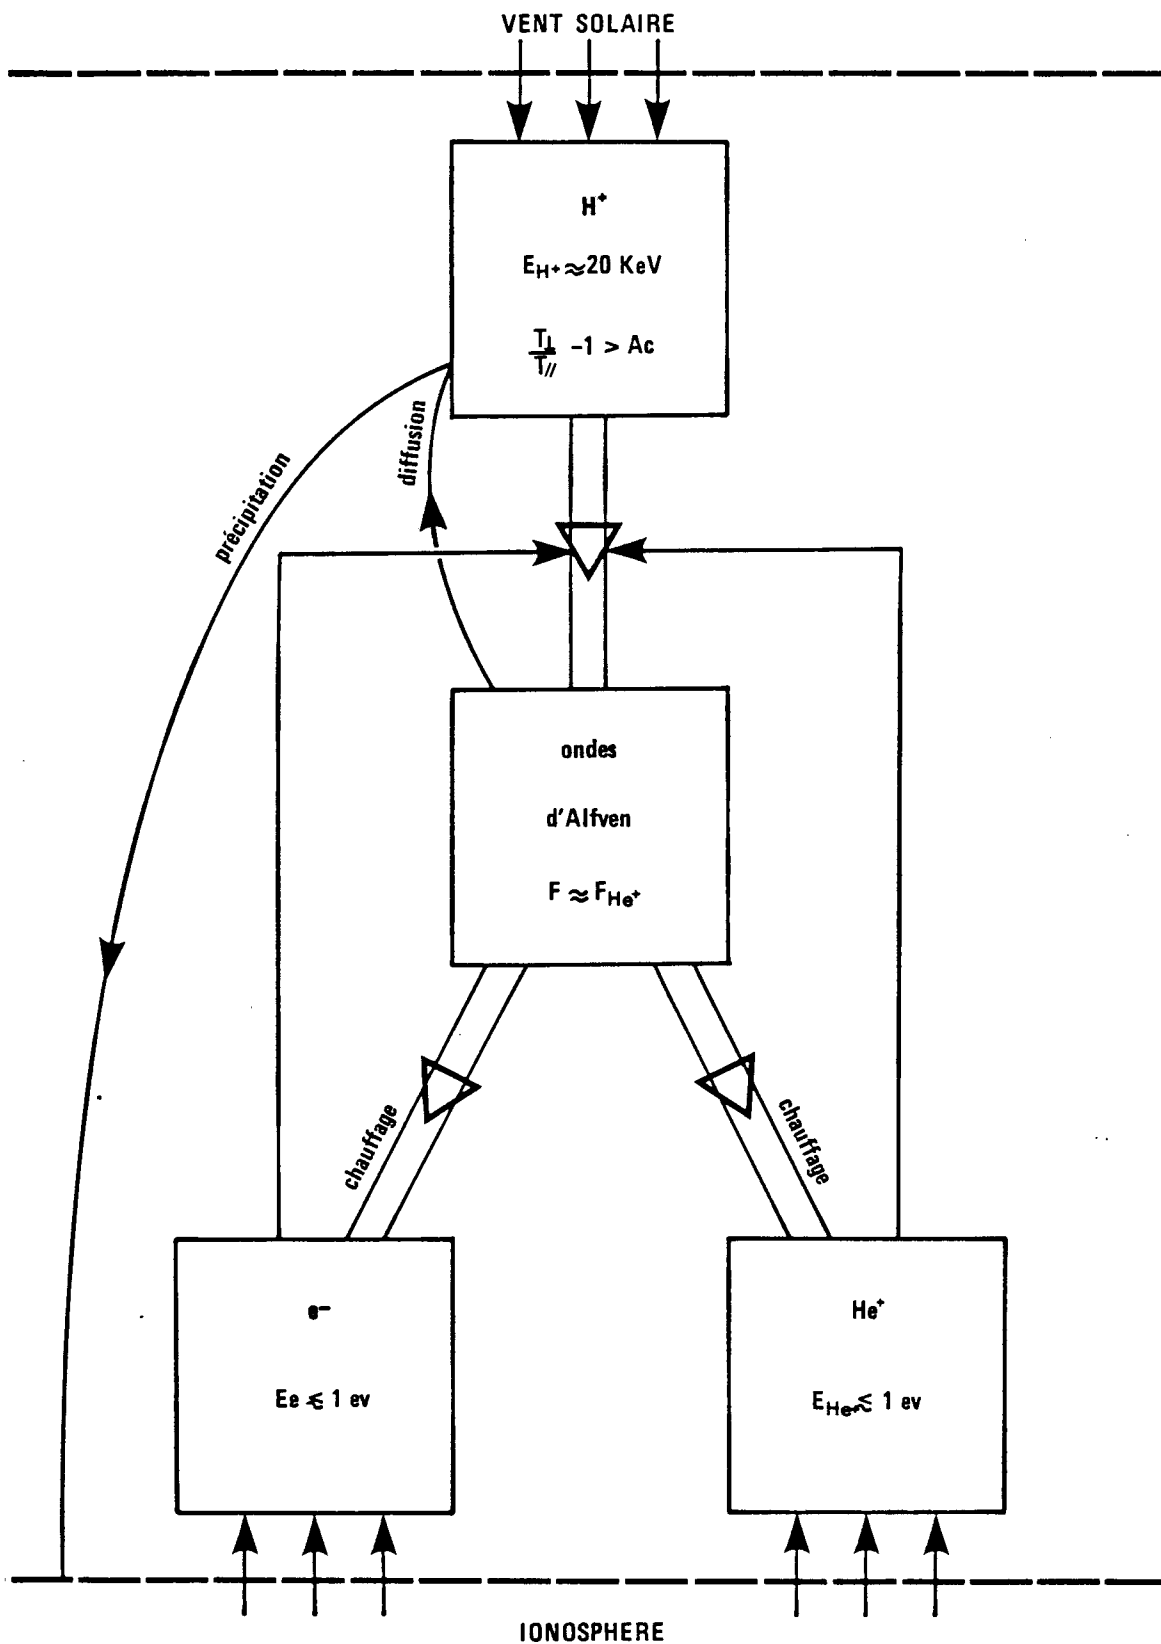 VENT SOLAIRE
H⁺
E_H+ ≈ 20 KeV
T⊥/T// -1 > Ac
diffusion
précipitation
ondes
d'Alfven
F ≈ F_He+
chauffage
chauffage
e⁻
Ee ≲ 1 ev
He⁺
E_He+ ≲ 1 ev
IONOSPHERE